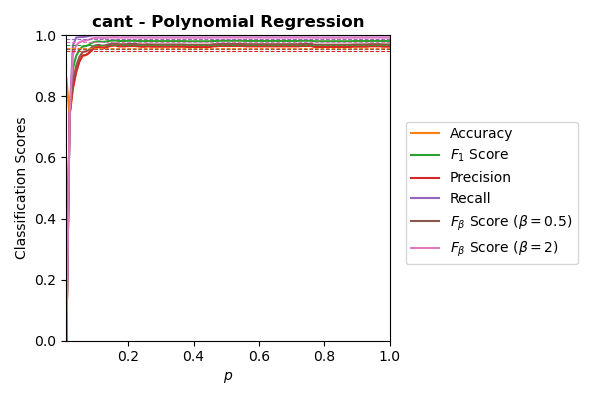 cant - Polynomial Regression
Classification Scores
1.0
0.8
0.6
0.4
0.2
0.0
0.2 0.4 0.6 0.8 1.0
p
Accuracy
F₁ Score
Precision
Recall
Fᵦ Score (β = 0.5)
Fᵦ Score (β = 2)